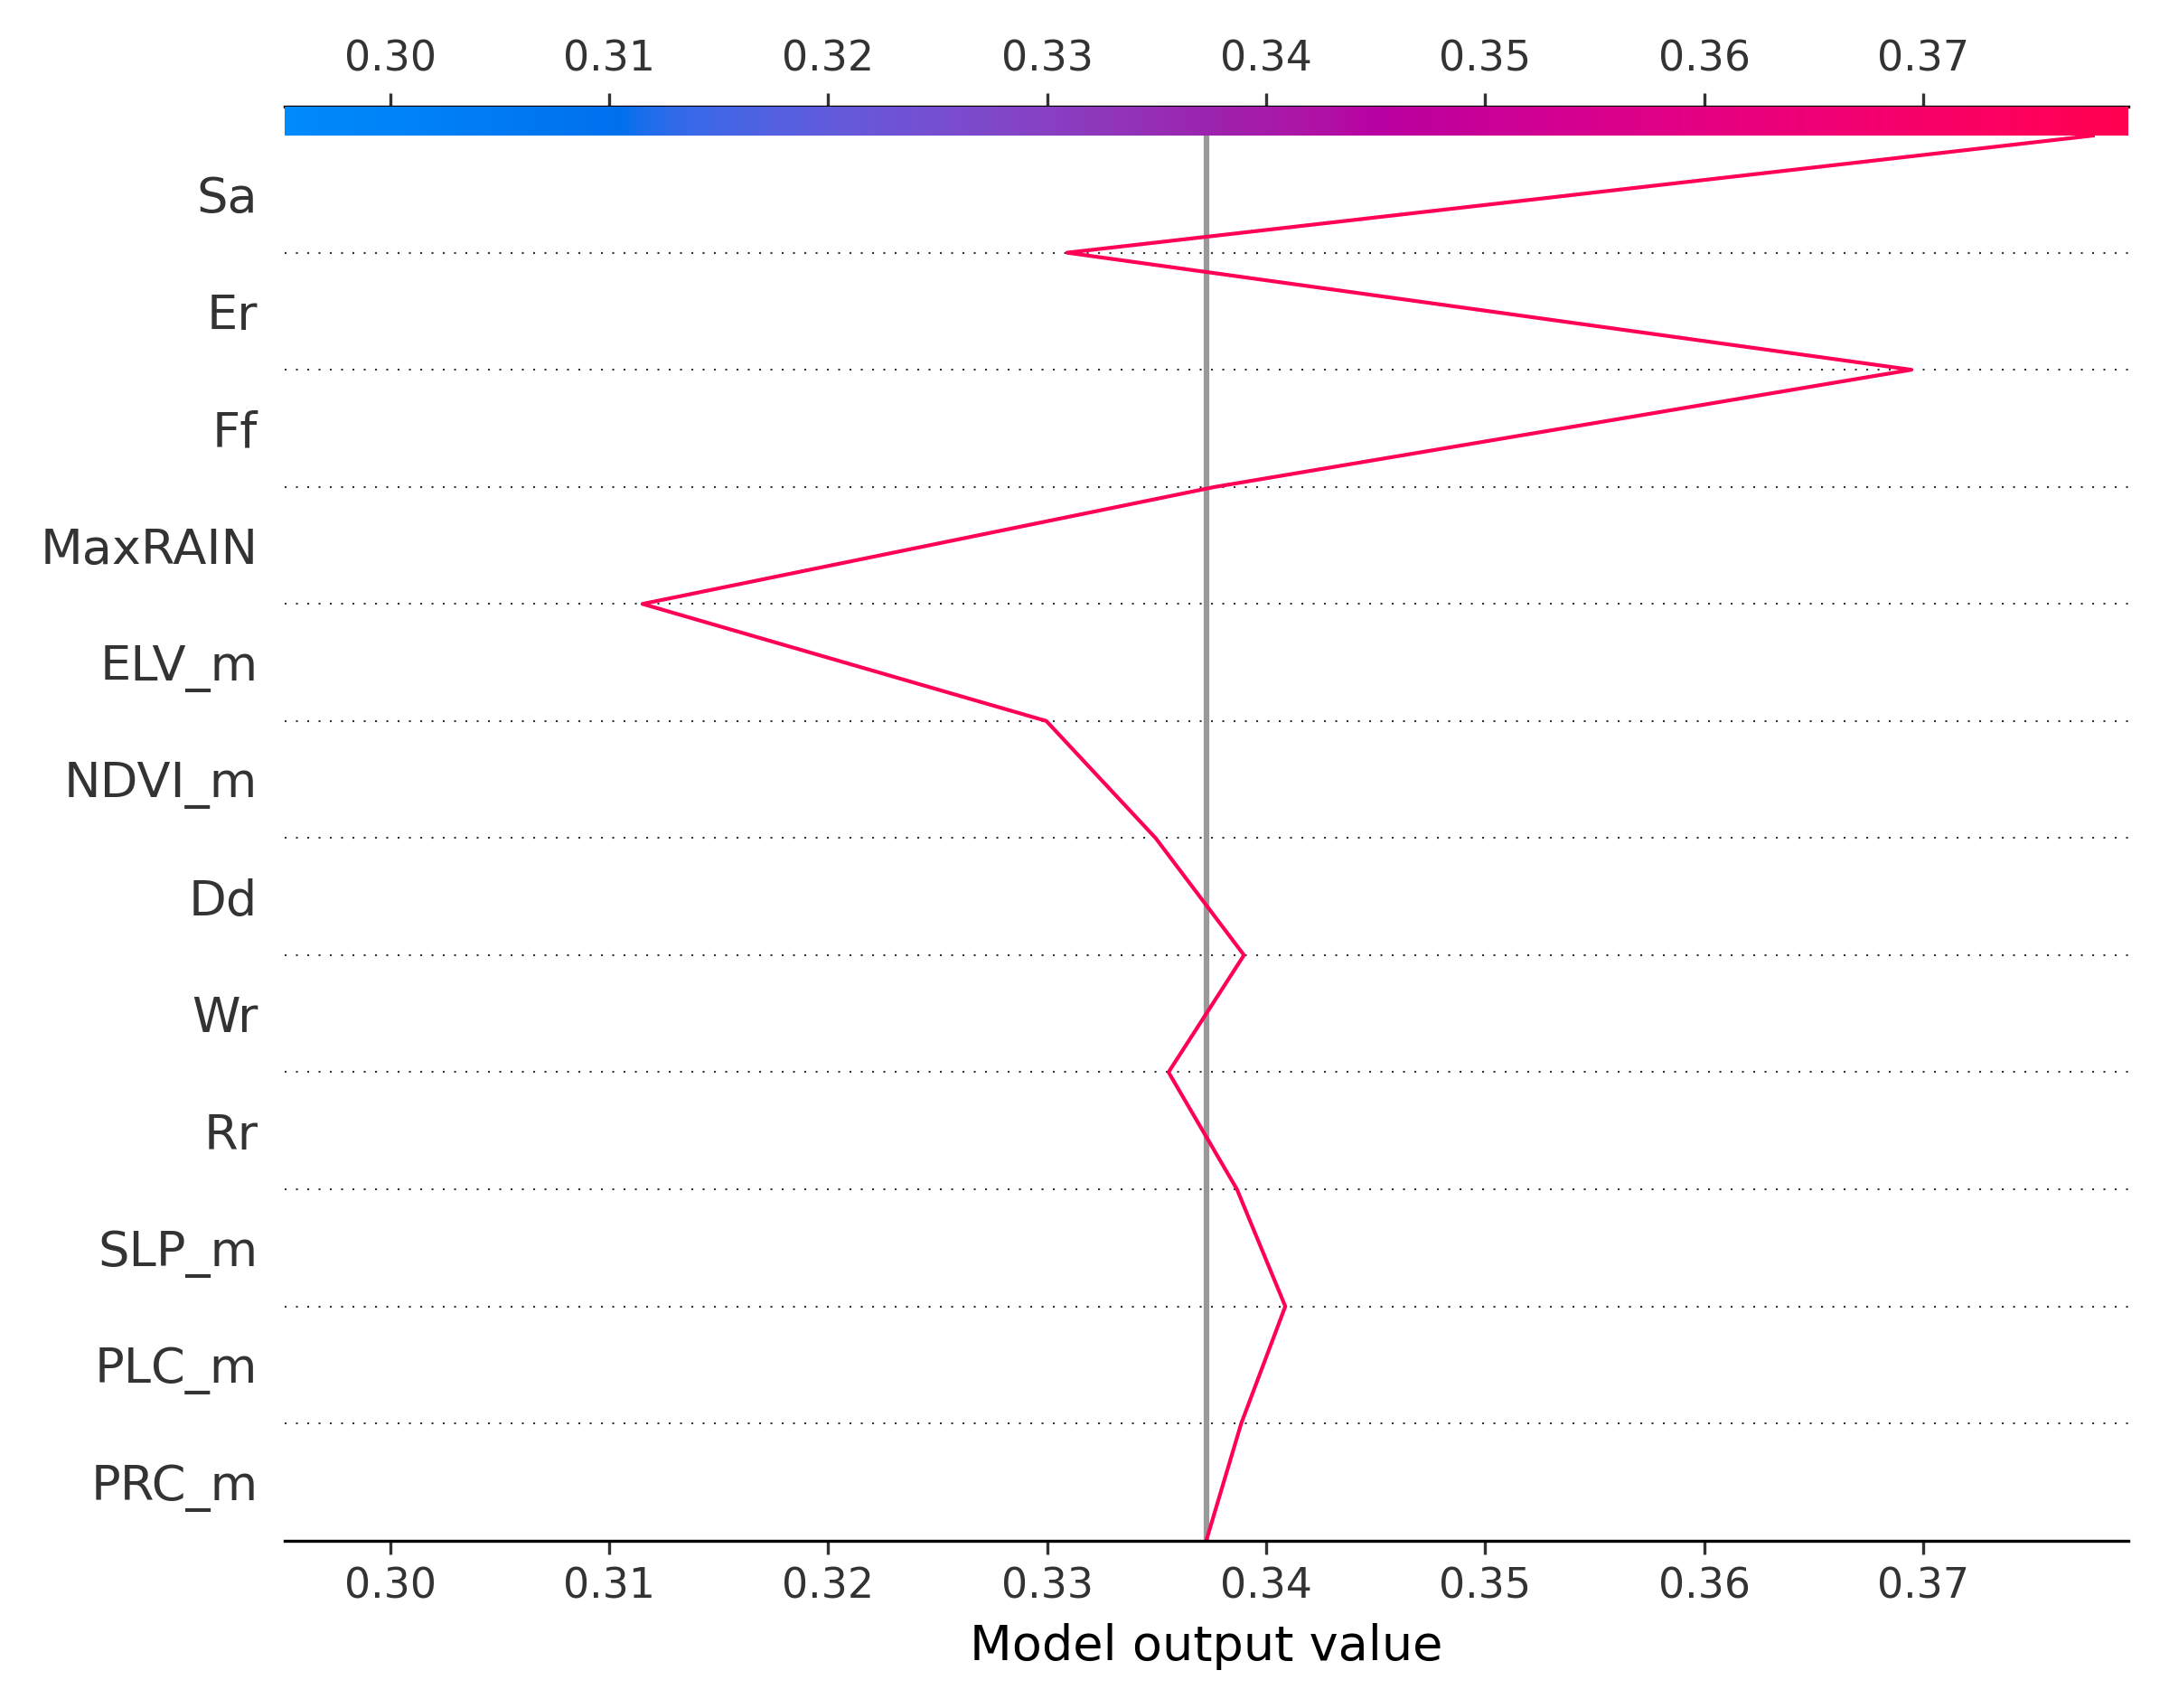 0.30 0.31 0.32 0.33 0.34 0.35 0.36 0.37
Sa
Er
Ff
MaxRAIN
ELV_m
NDVI_m
Dd
Wr
Rr
SLP_m
PLC_m
PRC_m
0.30 0.31 0.32 0.33 0.34 0.35 0.36 0.37
Model output value